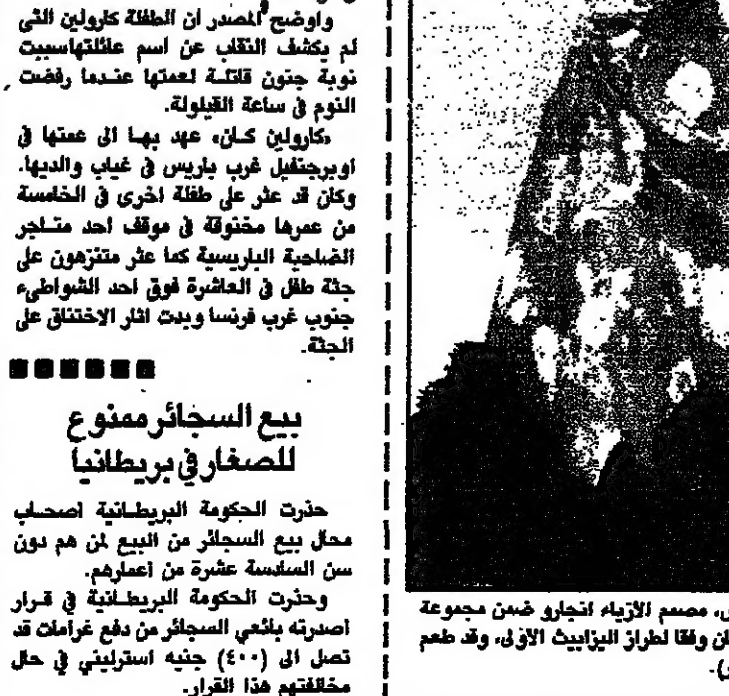 واوضح المصدر ان الطفلة كارولين التي
لم يكشف النقاب عن اسم عائلتهاسببت
نوبة جنون قاتلة لعمتها عندما رفضت
النوم في ساعة القيلولة.
«كارولين كان» عهد بها الى عمتها في
اوبرجنفيل غرب باريس في غياب والديها.
وكان قد عثر على طفلة اخرى في الخامسة
من عمرها مخنوقة في موقف احد متاجر
الضاحية الباريسية كما عثر متنزهون على
جثة طفل في العاشرة فوق احد الشواطىء
جنوب غرب فرنسا وبدت اثار الاختناق على
الجثة.
بيع السجائر ممنوع
للصغار في بريطانيا
حذرت الحكومة البريطانية اصحاب
محال بيع السجائر من البيع لمن هم دون
سن السادسة عشرة من أعمارهم.
وحذرت الحكومة البريطانية في قرار
اصدرته بائعي السجائر من دفع غرامات قد
تصل الى (٤٠٠) جنيه استرليني في حال
مخالفتهم هذا القرار.
مصمم الأزياء انجارو ضمن مجموعة
وفقا لطراز اليزابيث الأولى، وقد طعم